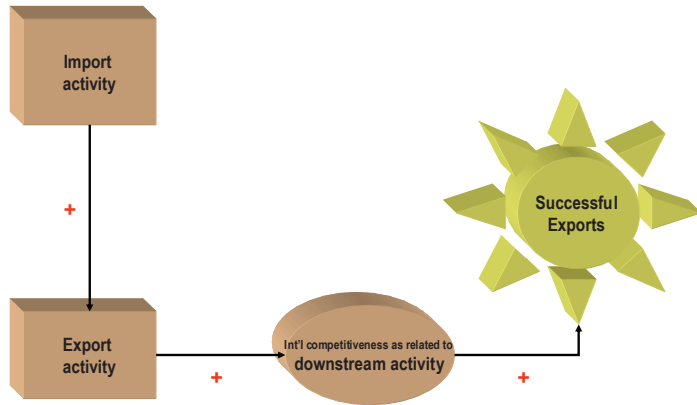 Import
activity
+
Successful
Exports
Export
activity
Int'l competitiveness as related to
downstream activity
+
+